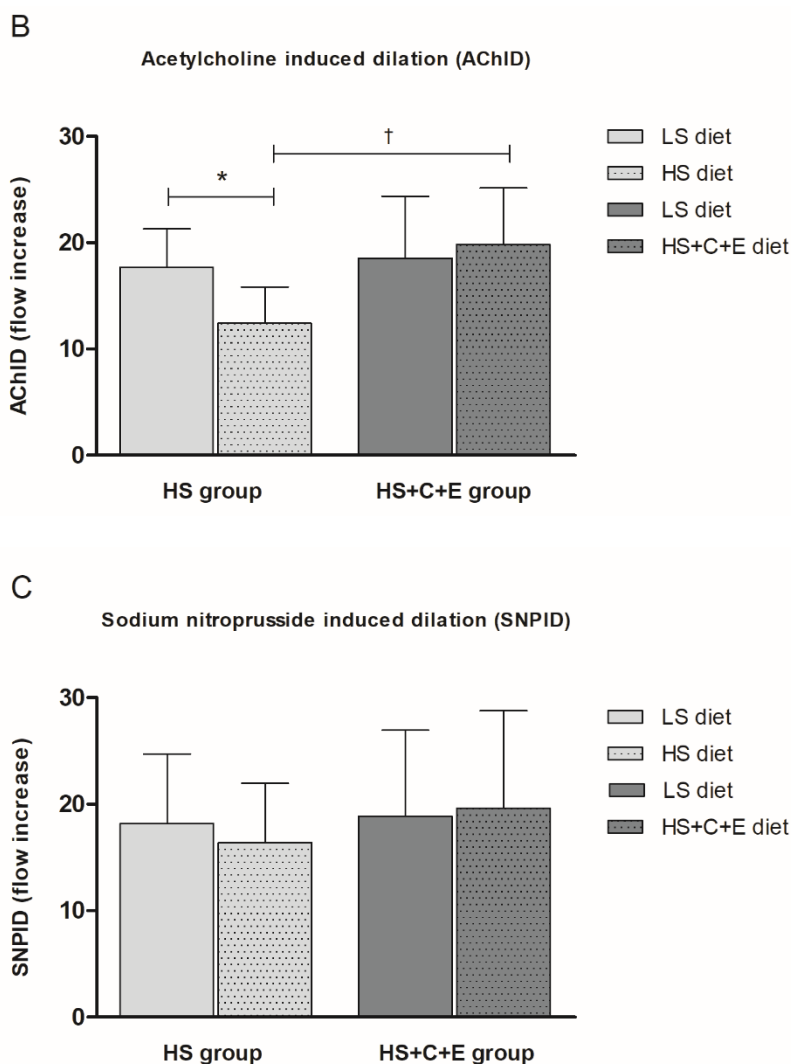 B
Acetylcholine induced dilation (AChID)
AChID (flow increase)
30
20
10
0
*
†
HS group
HS+C+E group
LS diet
HS diet
LS diet
HS+C+E diet
C
Sodium nitroprusside induced dilation (SNPID)
SNPID (flow increase)
30
20
10
0
HS group
HS+C+E group
LS diet
HS diet
LS diet
HS+C+E diet